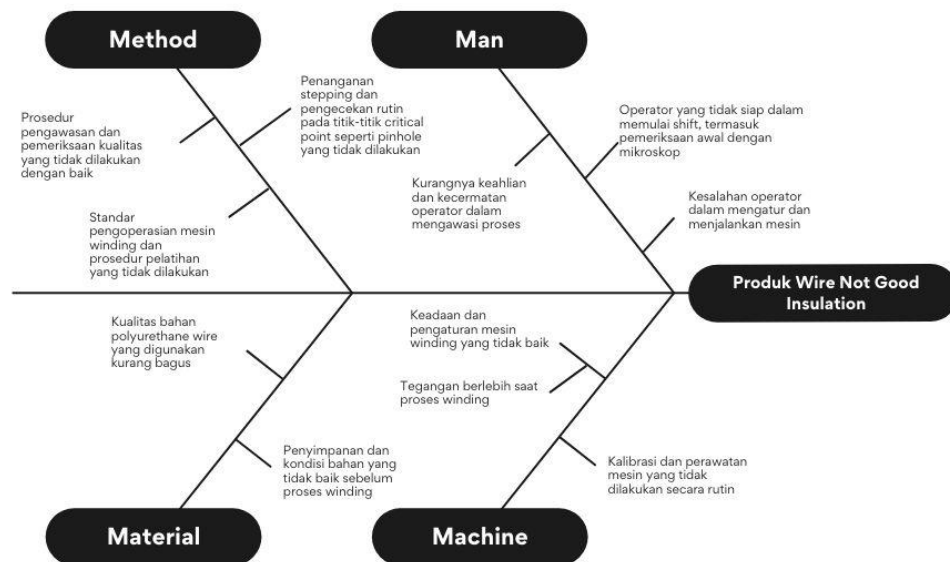 Method
Man
Prosedur
pengawasan dan
pemeriksaan kualitas
yang tidak dilakukan
dengan baik
Penanganan
stepping dan
pengecekan rutin
pada titik-titik critical
point seperti pinhole
yang tidak dilakukan
Standar
pengoperasian mesin
winding dan
prosedur pelatihan
yang tidak dilakukan
Kurangnya keahlian
dan kecermatan
operator dalam
mengawasi proses
Operator yang tidak siap dalam
memulai shift, termasuk
pemeriksaan awal dengan
mikroskop
Kesalahan operator
dalam mengatur dan
menjalankan mesin
Produk Wire Not Good
Insulation
Kualitas bahan
polyurethane wire
yang digunakan
kurang bagus
Penyimpanan dan
kondisi bahan yang
tidak baik sebelum
proses winding
Keadaan dan
pengaturan mesin
winding yang tidak baik
Tegangan berlebih saat
proses winding
Kalibrasi dan perawatan
mesin yang tidak
dilakukan secara rutin
Material
Machine